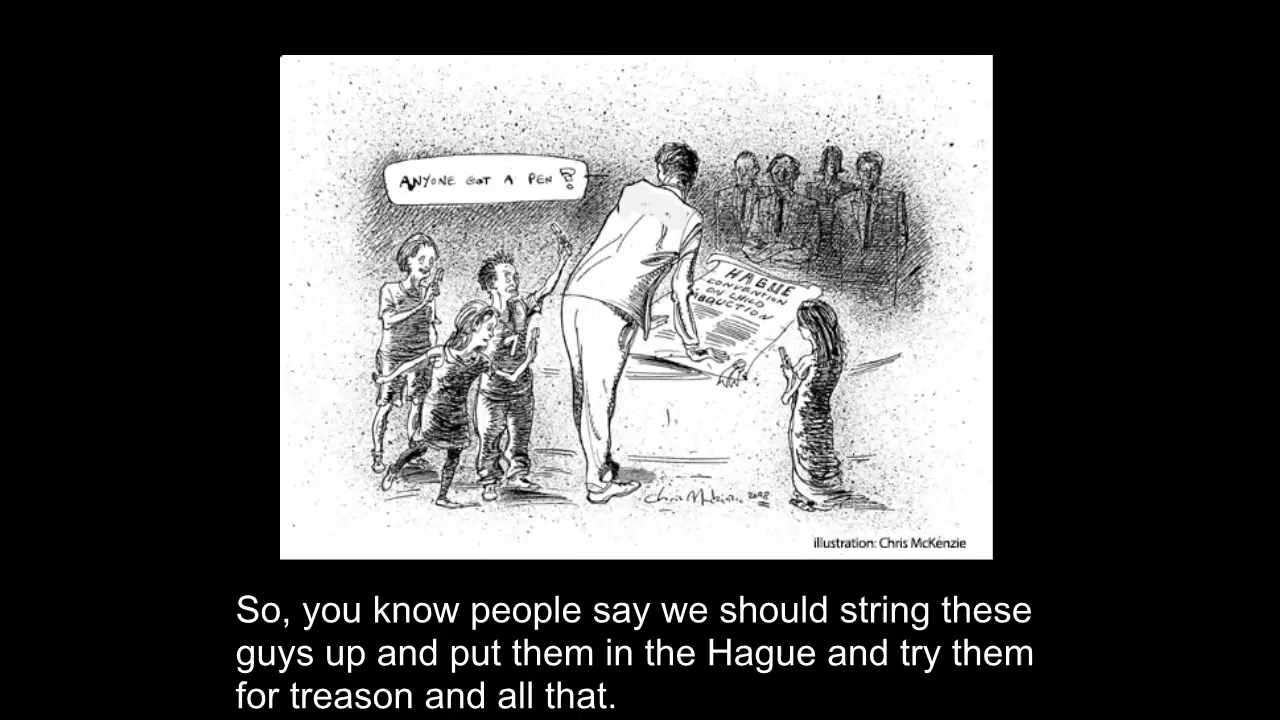 ANYONE GOT A PEN ?!
HAGUE
CONVENTION
ON CHILD
ABDUCTION
2008
illustration: Chris McKenzie
So, you know people say we should string these
guys up and put them in the Hague and try them
for treason and all that.